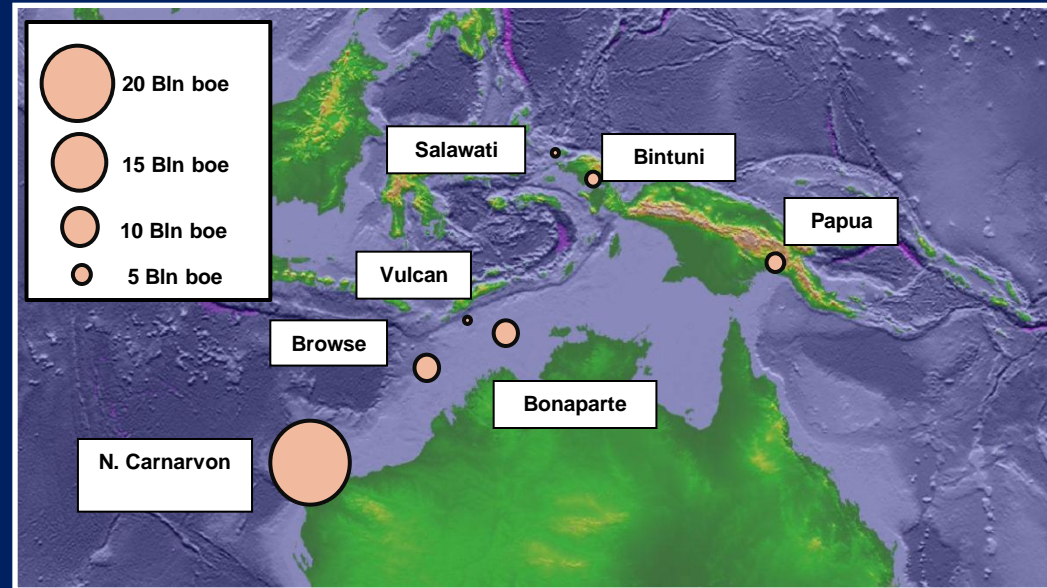 20 Bln boe
15 Bln boe
10 Bln boe
5 Bln boe
Salawati
Bintuni
Papua
Vulcan
Browse
Bonaparte
N. Carnarvon